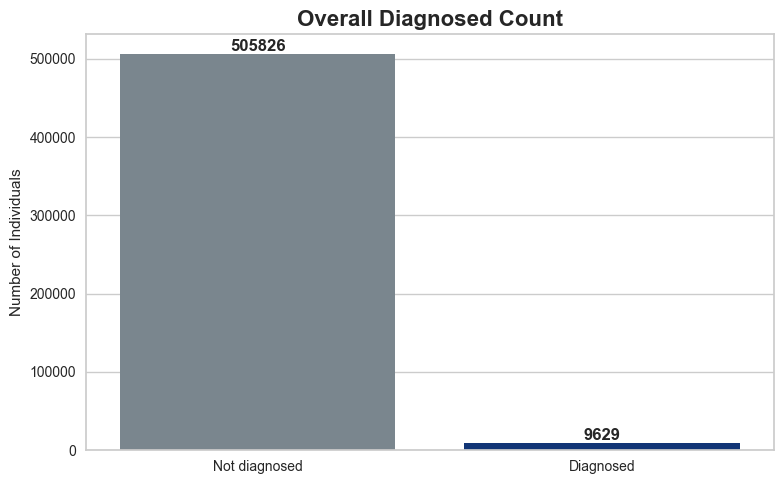 Overall Diagnosed Count
Number of Individuals
500000
400000
300000
200000
100000
0
505826
9629
Not diagnosed
Diagnosed